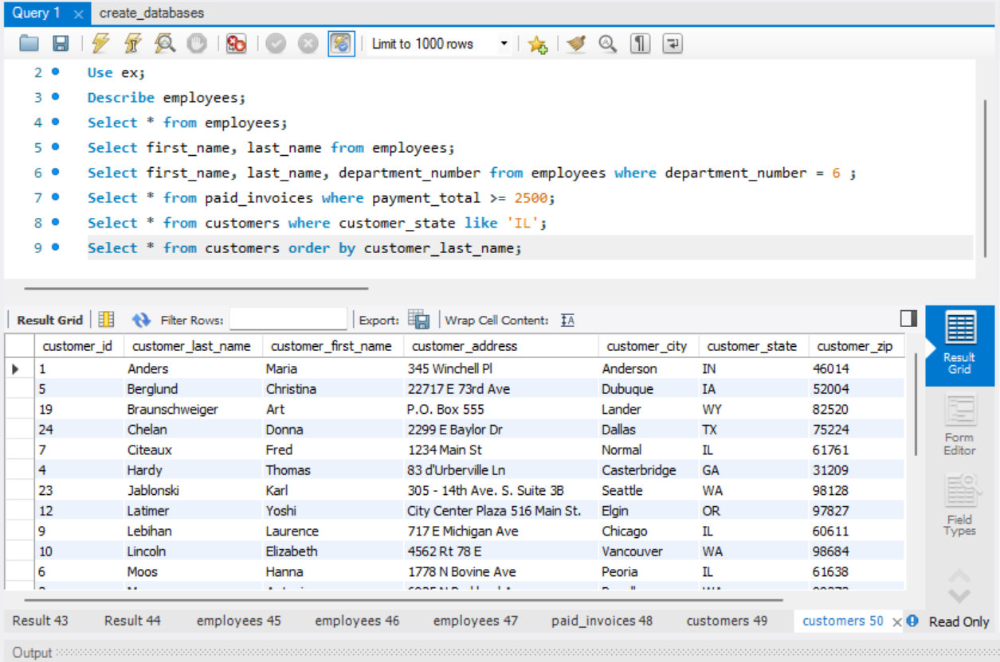 Query 1 × create_databases
Limit to 1000 rows
2 Use ex;
3 Describe employees;
4 Select * from employees;
5 Select first_name, last_name from employees;
6 Select first_name, last_name, department_number from employees where department_number = 6 ;
7 Select * from paid_invoices where payment_total >= 2500;
8 Select * from customers where customer_state like 'IL';
9 Select * from customers order by customer_last_name;
Result Grid Filter Rows: Export: Wrap Cell Content: IA
customer_id customer_last_name customer_first_name customer_address customer_city customer_state customer_zip
1 Anders Maria 345 Winchell Pl Anderson IN 46014
5 Berglund Christina 22717 E 73rd Ave Dubuque IA 52004
19 Braunschweiger Art P.O. Box 555 Lander WY 82520
24 Chelan Donna 2299 E Baylor Dr Dallas TX 75224
7 Citeaux Fred 1234 Main St Normal IL 61761
4 Hardy Thomas 83 d'Urberville Ln Casterbridge GA 31209
23 Jablonski Karl 305 - 14th Ave. S. Suite 3B Seattle WA 98128
12 Latimer Yoshi City Center Plaza 516 Main St. Elgin OR 97827
9 Lebihan Laurence 717 E Michigan Ave Chicago IL 60611
10 Lincoln Elizabeth 4562 Rt 78 E Vancouver WA 98684
6 Moos Hanna 1778 N Bovine Ave Peoria IL 61638
Result
Grid
Form
Editor
Field
Types
Result 43 Result 44 employees 45 employees 46 employees 47 paid_invoices 48 customers 49 customers 50 × Read Only
Output